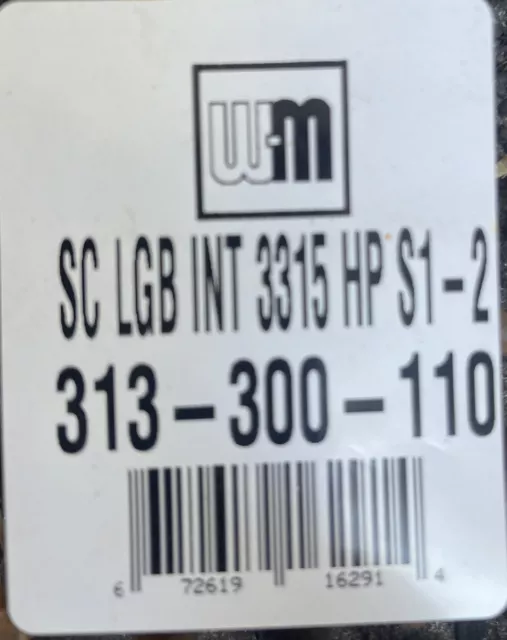 W-M
SC LGB INT 3315 HP S1-2
313-300-110
6 72619 16291 4